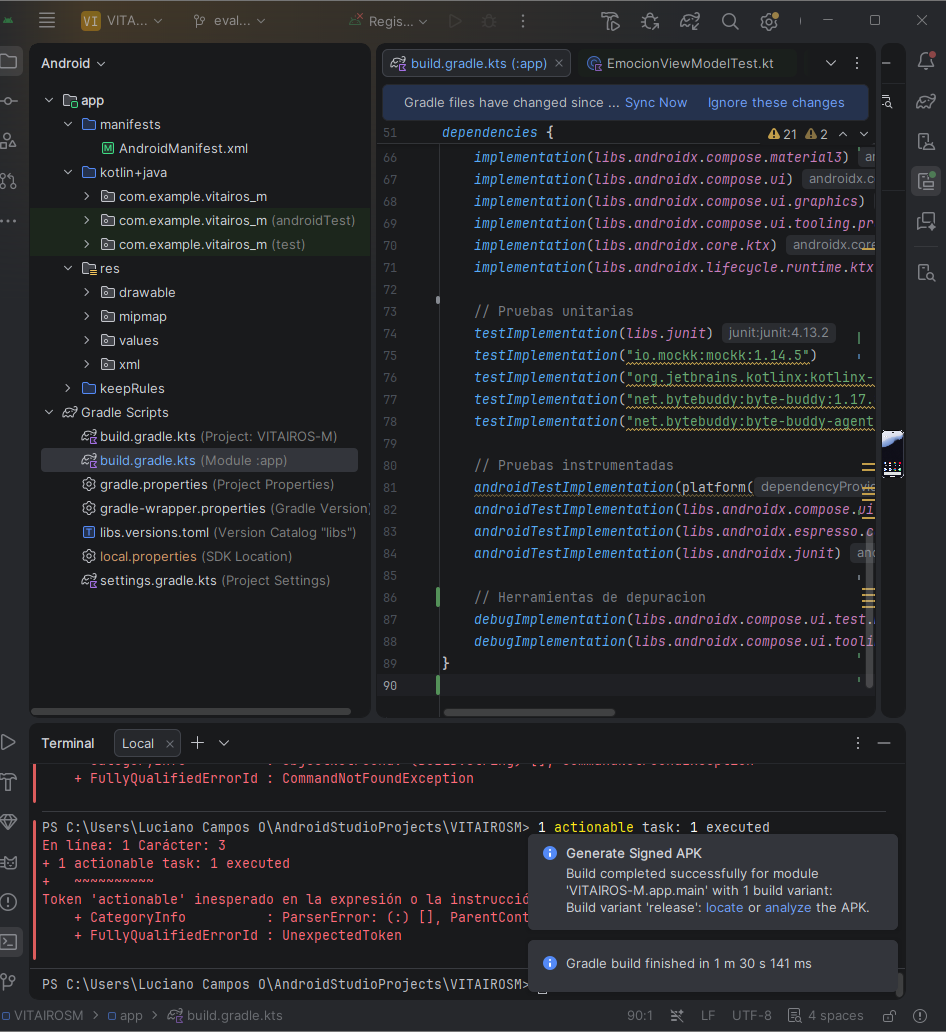 VI VITA... eval... Regis...
Android
app
manifests
AndroidManifest.xml
kotlin+java
com.example.vitairos_m
com.example.vitairos_m (androidTest)
com.example.vitairos_m (test)
res
drawable
mipmap
values
xml
keepRules
Gradle Scripts
build.gradle.kts (Project: VITAIROS-M)
build.gradle.kts (Module :app)
gradle.properties (Project Properties)
gradle-wrapper.properties (Gradle Version)
libs.versions.toml (Version Catalog "libs")
local.properties (SDK Location)
settings.gradle.kts (Project Settings)
build.gradle.kts (:app) EmocionViewModelTest.kt
Gradle files have changed since ... Sync Now Ignore these changes
51 dependencies { 21 2
66 implementation(libs.androidx.compose.material3)
67 implementation(libs.androidx.compose.ui) androidx.c
68 implementation(libs.androidx.compose.ui.graphics)
69 implementation(libs.androidx.compose.ui.tooling.pr
70 implementation(libs.androidx.core.ktx) androidx.core
71 implementation(libs.androidx.lifecycle.runtime.ktx
72
73 // Pruebas unitarias
74 testImplementation(libs.junit) junit:junit:4.13.2
75 testImplementation("io.mockk:mockk:1.14.5")
76 testImplementation("org.jetbrains.kotlinx:kotlinx-
77 testImplementation("net.bytebuddy:byte-buddy:1.17.
78 testImplementation("net.bytebuddy:byte-buddy-agent
79
80 // Pruebas instrumentadas
81 androidTestImplementation(platform( dependencyProvi
82 androidTestImplementation(libs.androidx.compose.ui
83 androidTestImplementation(libs.androidx.espresso.c
84 androidTestImplementation(libs.androidx.junit) and
85
86 // Herramientas de depuracion
87 debugImplementation(libs.androidx.compose.ui.test.
88 debugImplementation(libs.androidx.compose.ui.tooli
89 }
90
Terminal Local
+ FullyQualifiedErrorId : CommandNotFoundException
PS C:\Users\Luciano Campos O\AndroidStudioProjects\VITAIROSM> 1 actionable task: 1 executed
En línea: 1 Carácter: 3
+ 1 actionable task: 1 executed
+ ~~~~~~~~~~
Token 'actionable' inesperado en la expresión o la instrucció
+ CategoryInfo : ParserError: (:) [], ParentCont
+ FullyQualifiedErrorId : UnexpectedToken
PS C:\Users\Luciano Campos O\AndroidStudioProjects\VITAIROSM>
Generate Signed APK
Build completed successfully for module
'VITAIROS-M.app.main' with 1 build variant:
Build variant 'release': locate or analyze the APK.
Gradle build finished in 1 m 30 s 141 ms
VITAIROSM > app > build.gradle.kts 90:1 LF UTF-8 4 spaces